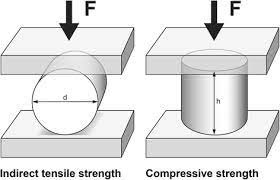 F
F
d
h
Indirect tensile strength
Compressive strength